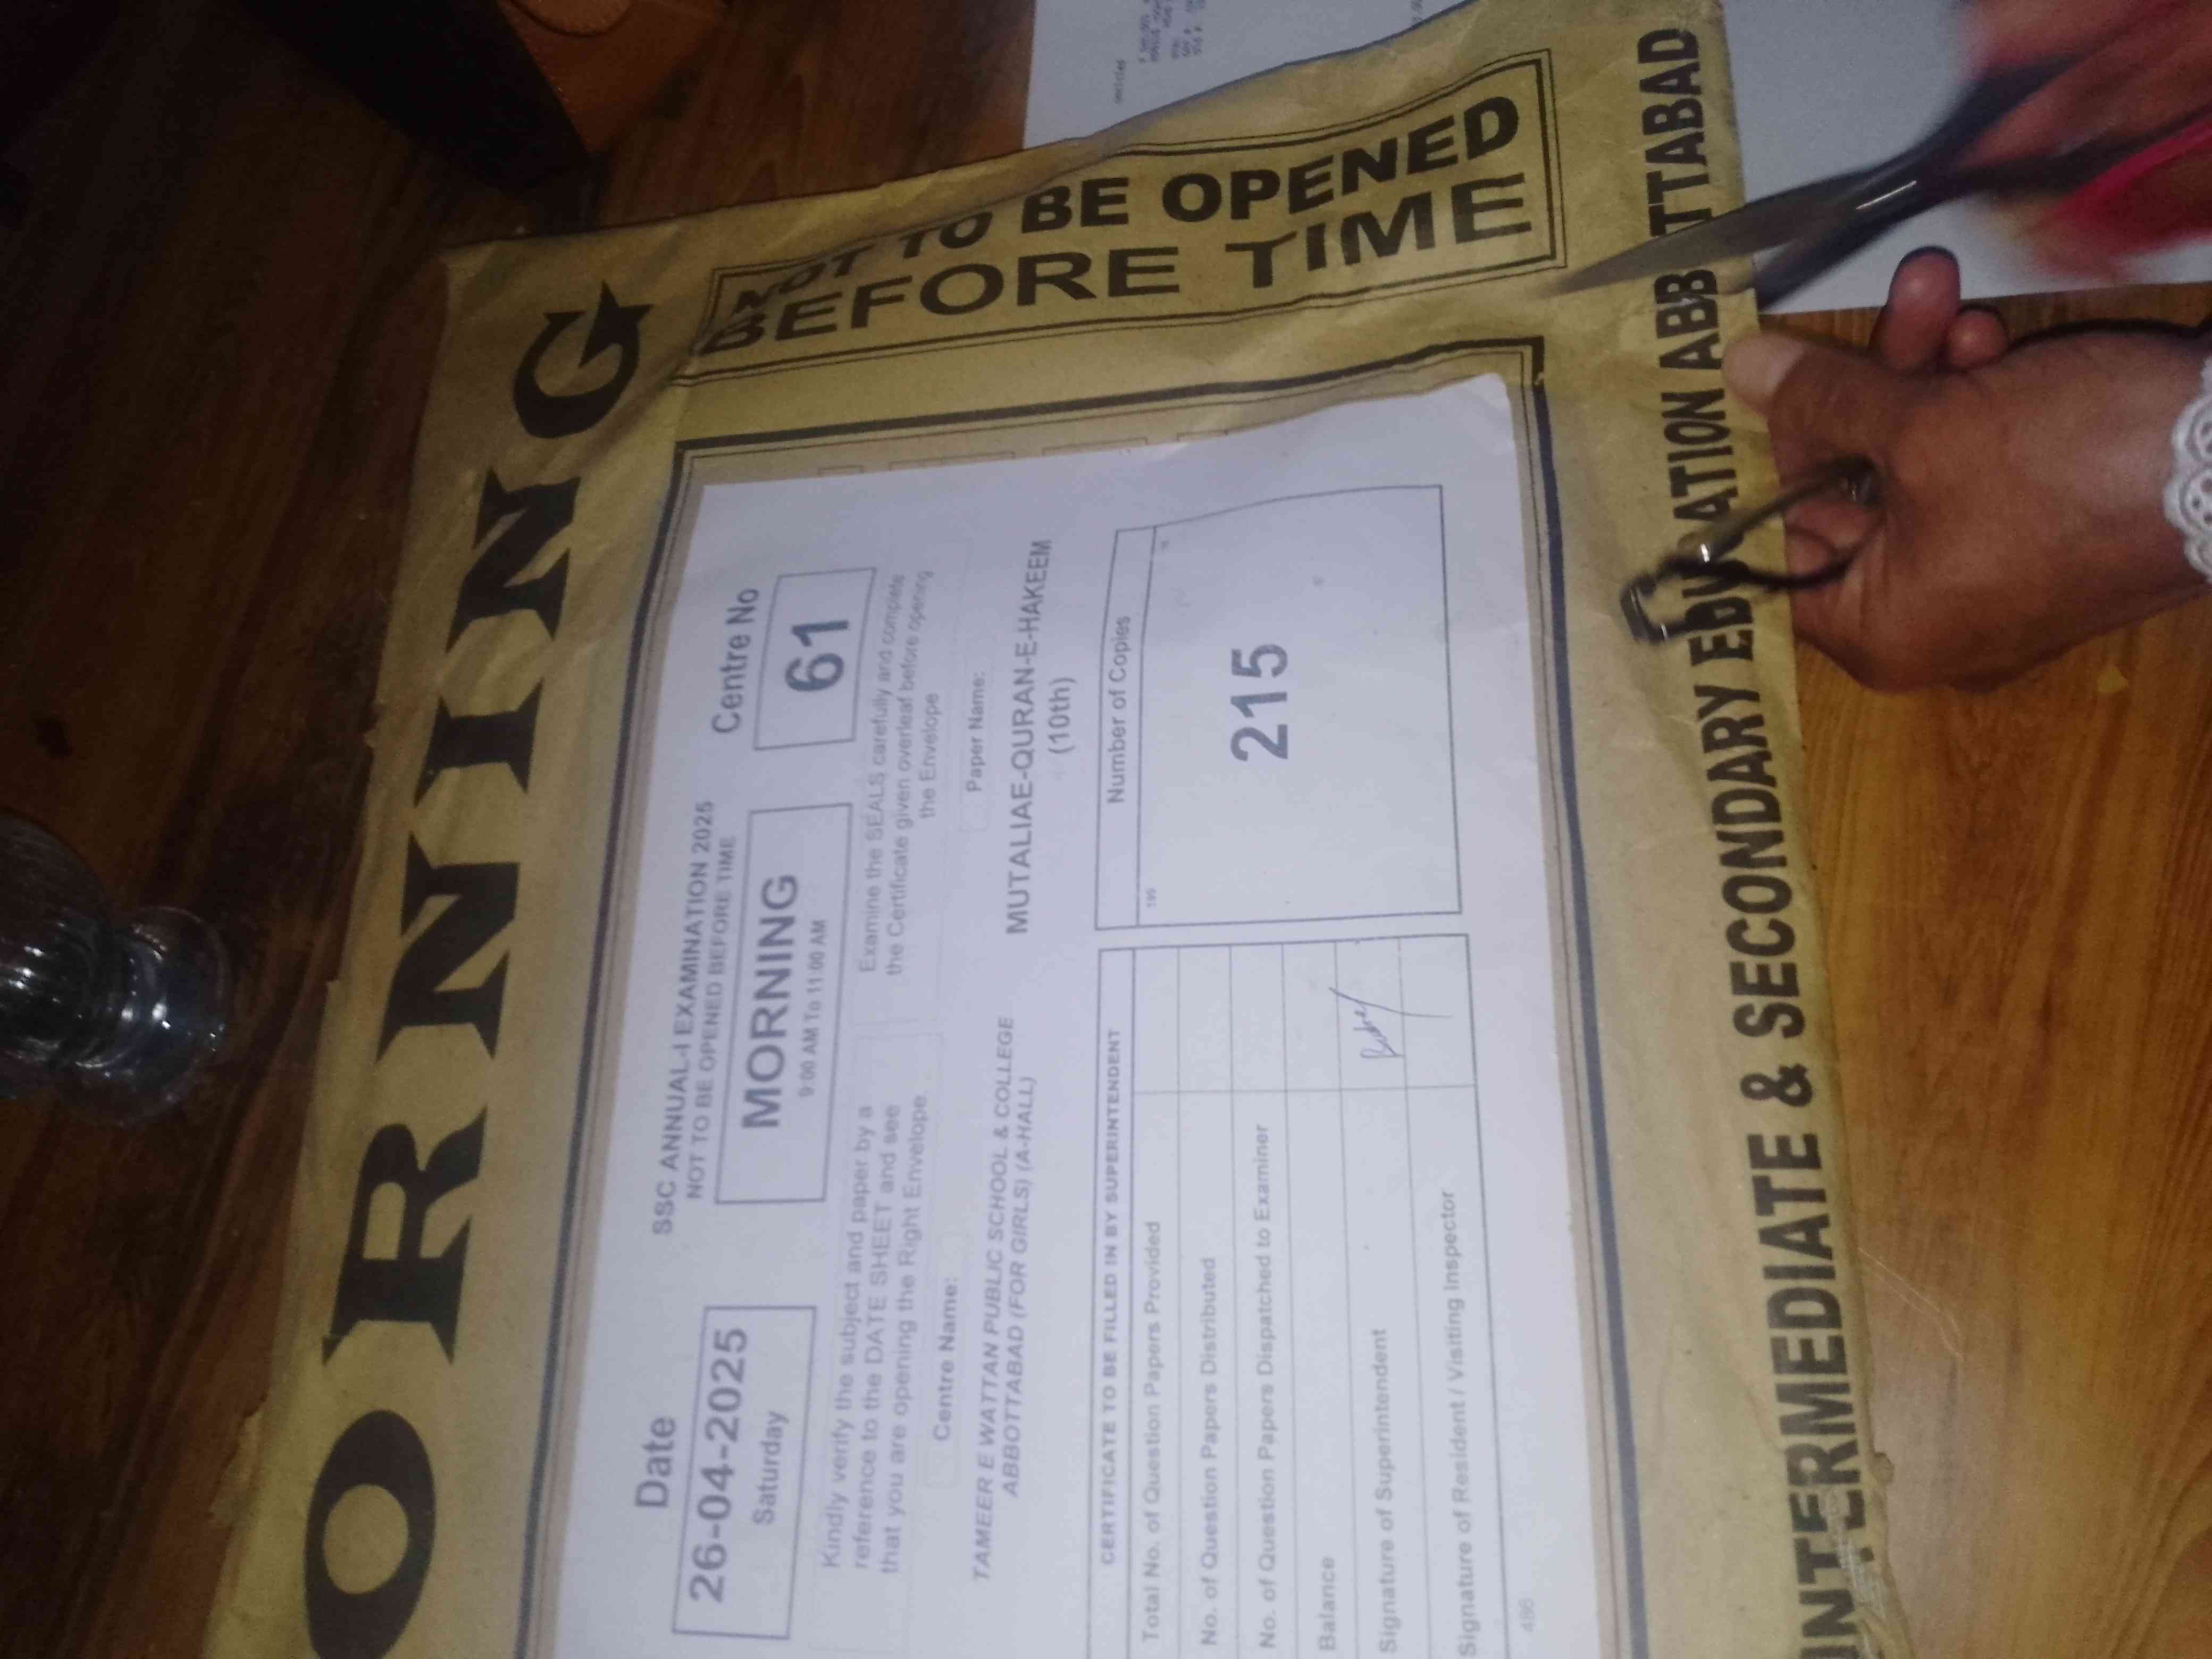 ORNING
NOT TO BE OPENED
BEFORE TIME
Date
26-04-2025
Saturday
SSC ANNUAL-I EXAMINATION 2025
NOT TO BE OPENED BEFORE TIME
MORNING
9:00 AM To 11:00 AM
Centre No
61
Kindly verify the subject and paper by a
reference to the DATE SHEET and see
that you are opening the Right Envelope.
Examine the SEALS carefully and complete
the Certificate given overleaf before opening
the Envelope
Centre Name:
TAMEER E WATTAN PUBLIC SCHOOL & COLLEGE
ABBOTTABAD (FOR GIRLS) (A-HALL)
Paper Name:
MUTALIAE-QURAN-E-HAKEEM
(10th)
CERTIFICATE TO BE FILLED IN BY SUPERINTENDENT
Total No. of Question Papers Provided
No. of Question Papers Distributed
No. of Question Papers Dispatched to Examiner
Balance
Signature of Superintendent
Signature of Resident / Visiting Inspector
Number of Copies
215
486
INTERMEDIATE & SECONDARY EDUCATION ABBOTTABAD